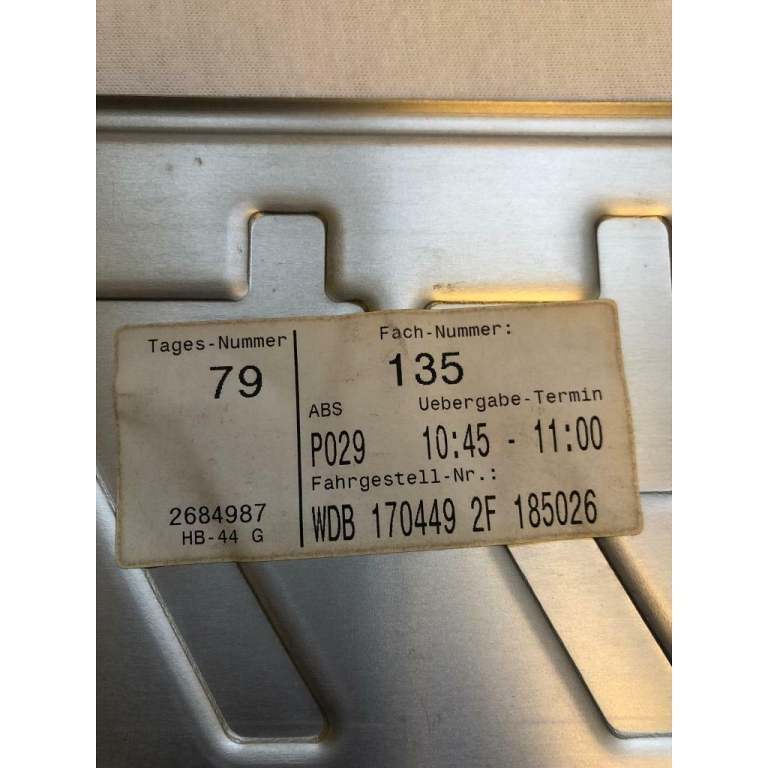 Tages-Nummer
79
2684987
HB-44 G
Fach-Nummer:
135
ABS Uebergabe-Termin
P029 10:45 - 11:00
Fahrgestell-Nr.:
WDB 170449 2F 185026